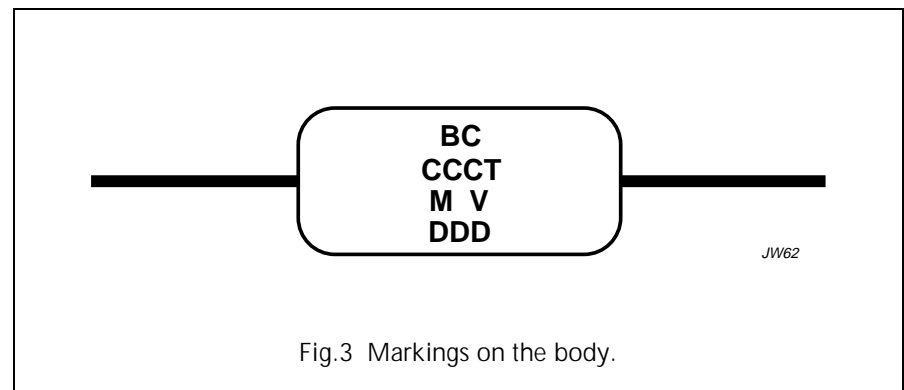 BC
CCCT
M V
DDD
JW62
Fig.3 Markings on the body.